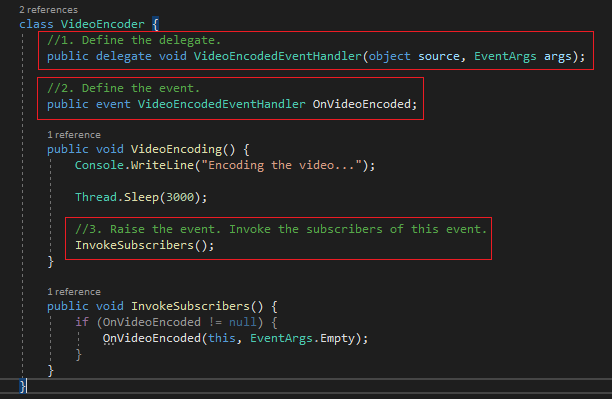 2 references
class VideoEncoder {
//1. Define the delegate.
public delegate void VideoEncodedEventHandler(object source, EventArgs args);
//2. Define the event.
public event VideoEncodedEventHandler OnVideoEncoded;
1 reference
public void VideoEncoding() {
Console.WriteLine("Encoding the video...");
Thread.Sleep(3000);
//3. Raise the event. Invoke the subscribers of this event.
InvokeSubscribers();
}
1 reference
public void InvokeSubscribers() {
if (OnVideoEncoded != null) {
OnVideoEncoded(this, EventArgs.Empty);
}
}
}